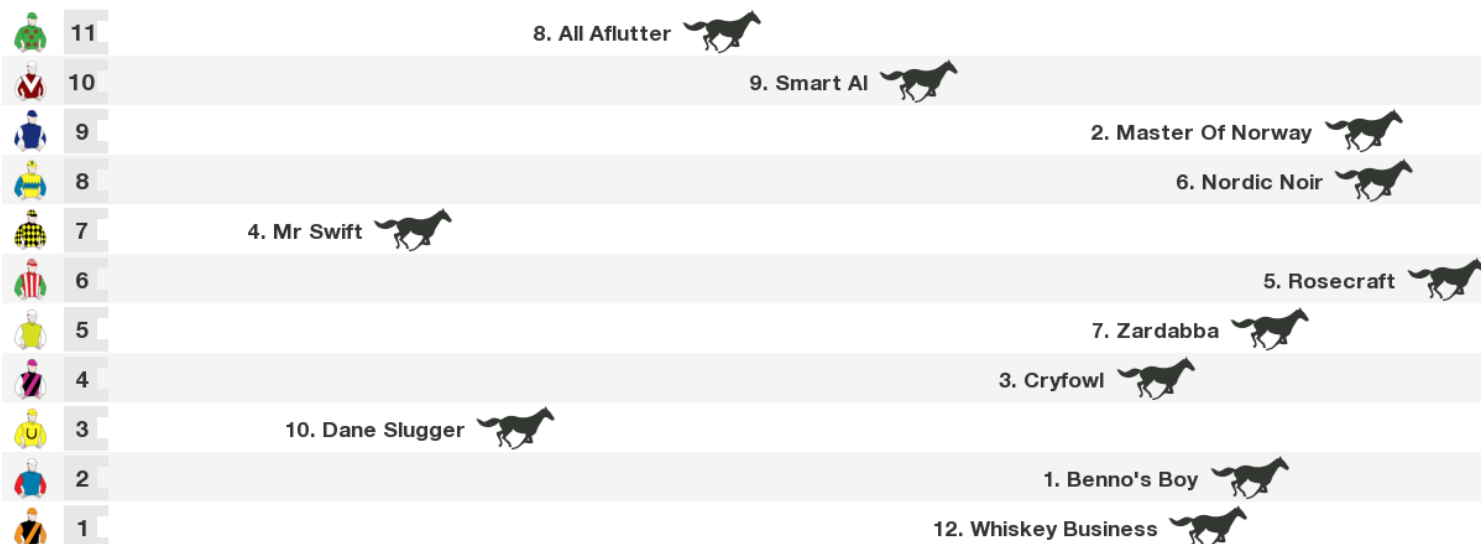 11 8. All Aflutter
10 9. Smart Al
9 2. Master Of Norway
8 6. Nordic Noir
7 4. Mr Swift
6 5. Rosecraft
5 7. Zardabba
4 3. Cryfowl
3 10. Dane Slugger
2 1. Benno's Boy
1 12. Whiskey Business